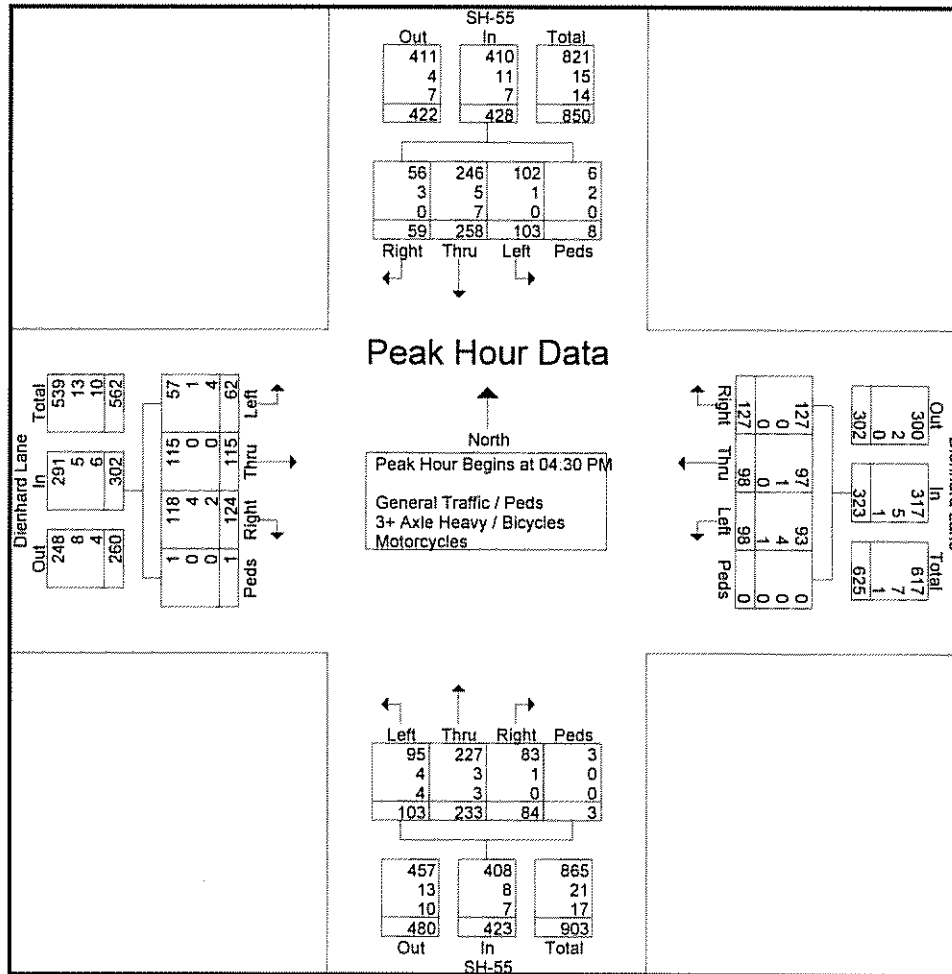 SH-55
Out In Total
411 410 821
4 11 15
7 7 14
422 428 850
56 246 102 6
3 5 1 2
0 7 0 0
59 258 103 8
Right Thru Left Peds
Peak Hour Data
North
Peak Hour Begins at 04:30 PM
General Traffic / Peds
3+ Axle Heavy / Bicycles
Motorcycles
Dienhard Lane
Out In Total
248 291 539
8 5 13
4 6 10
260 302 562
57 115 118 1
1 0 4 0
4 0 2 0
62 115 124 1
Left Thru Right Peds
Out In Total
300 317 617
2 5 7
0 1 1
302 323 625
127 97 93 0
0 1 4 0
0 0 1 0
127 98 98 0
Right Thru Left Peds
Left Thru Right Peds
95 227 83 3
4 3 1 0
4 3 0 0
103 233 84 3
457 408 865
13 8 21
10 7 17
480 423 903
Out In Total
SH-55